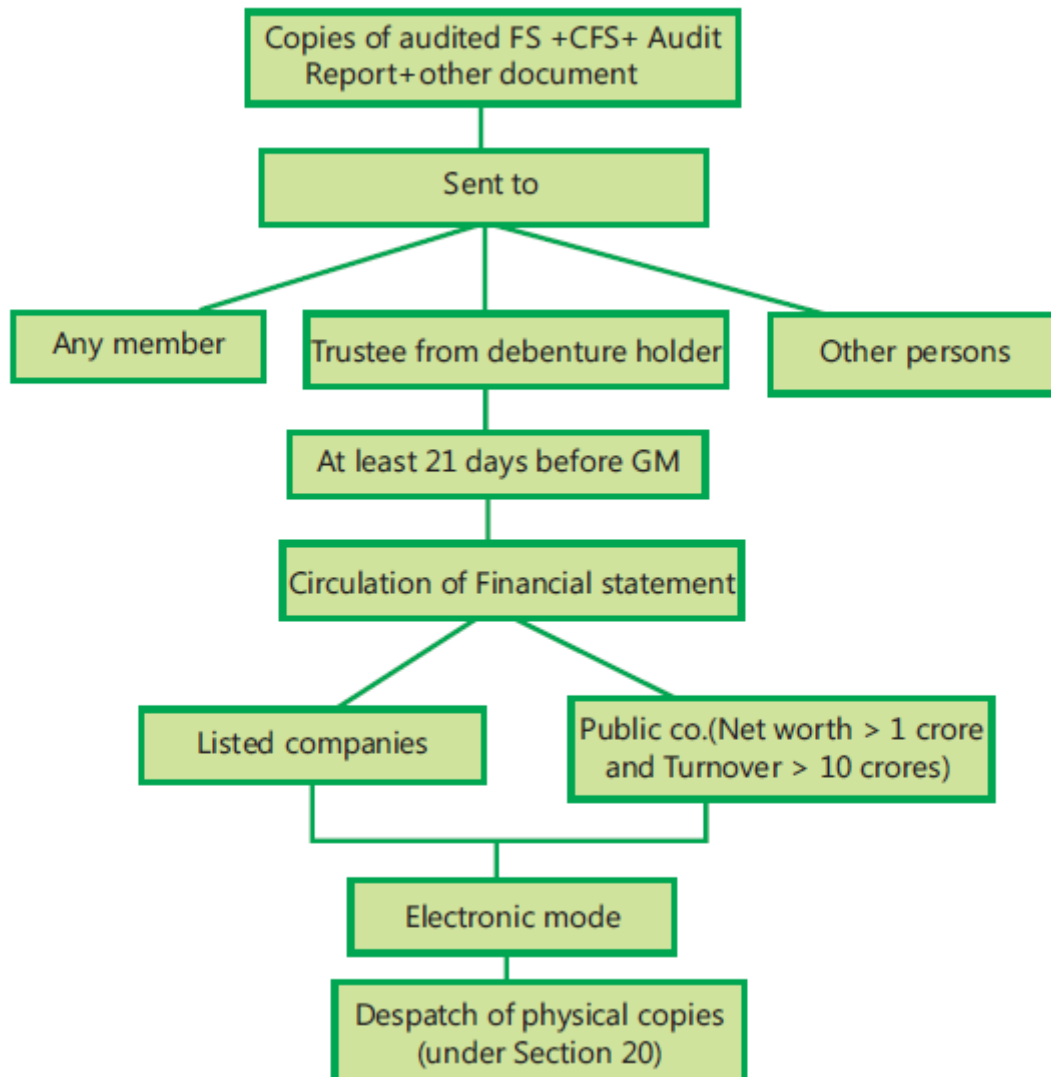 Copies of audited FS +CFS+ Audit
Report+other document
Sent to
Any member
Trustee from debenture holder
Other persons
At least 21 days before GM
Circulation of Financial statement
Listed companies
Public co.(Net worth > 1 crore
and Turnover > 10 crores)
Electronic mode
Despatch of physical copies
(under Section 20)